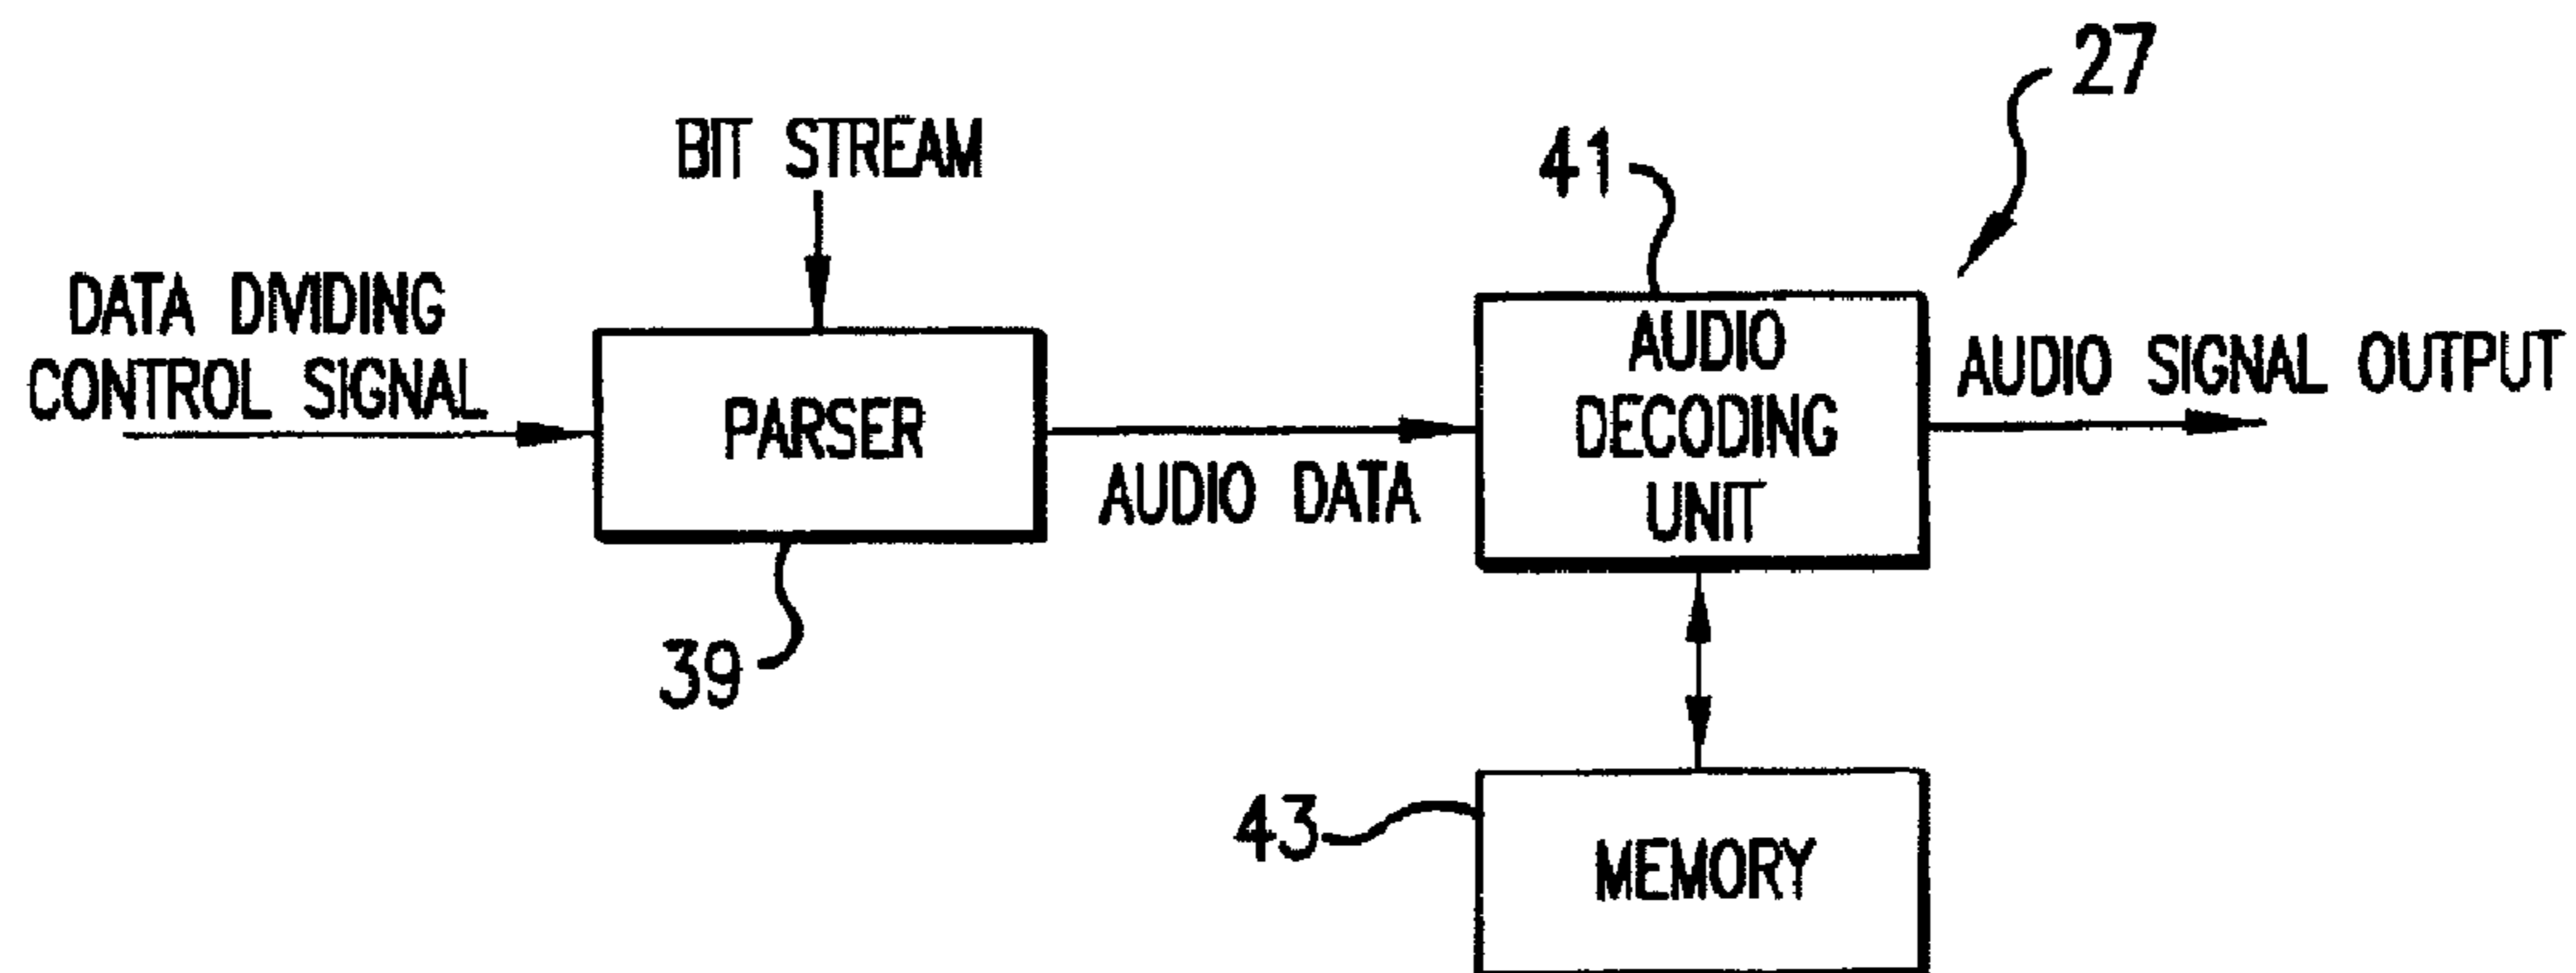 27
BIT STREAM
41
DATA DIVIDING
CONTROL SIGNAL
PARSER
AUDIO DATA
AUDIO
DECODING
UNIT
AUDIO SIGNAL OUTPUT
39
43
MEMORY